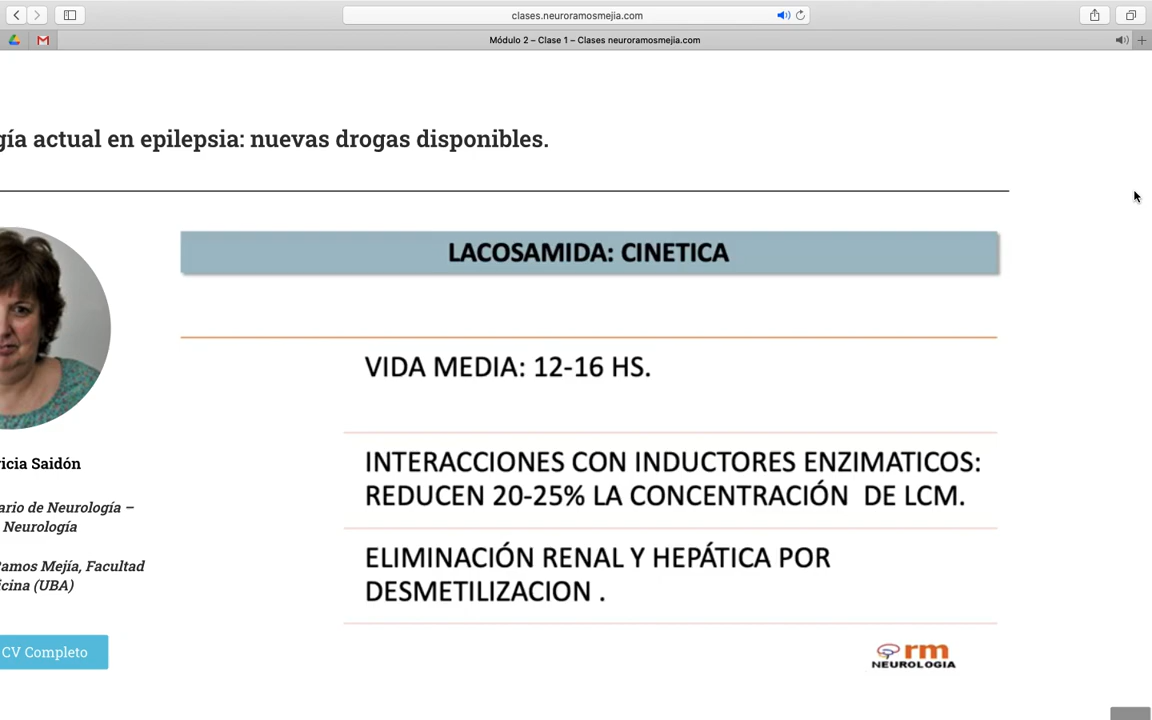 clases.neuroramosmejia.com
Módulo 2 – Clase 1 – Clases neuroramosmejia.com
gía actual en epilepsia: nuevas drogas disponibles.
LACOSAMIDA: CINETICA
VIDA MEDIA: 12-16 HS.
INTERACCIONES CON INDUCTORES ENZIMATICOS:
REDUCEN 20-25% LA CONCENTRACIÓN DE LCM.
ELIMINACIÓN RENAL Y HEPÁTICA POR
DESMETILIZACION .
rm
NEUROLOGIA
icia Saidón
ario de Neurología –
Neurología
Ramos Mejía, Facultad
icina (UBA)
CV Completo